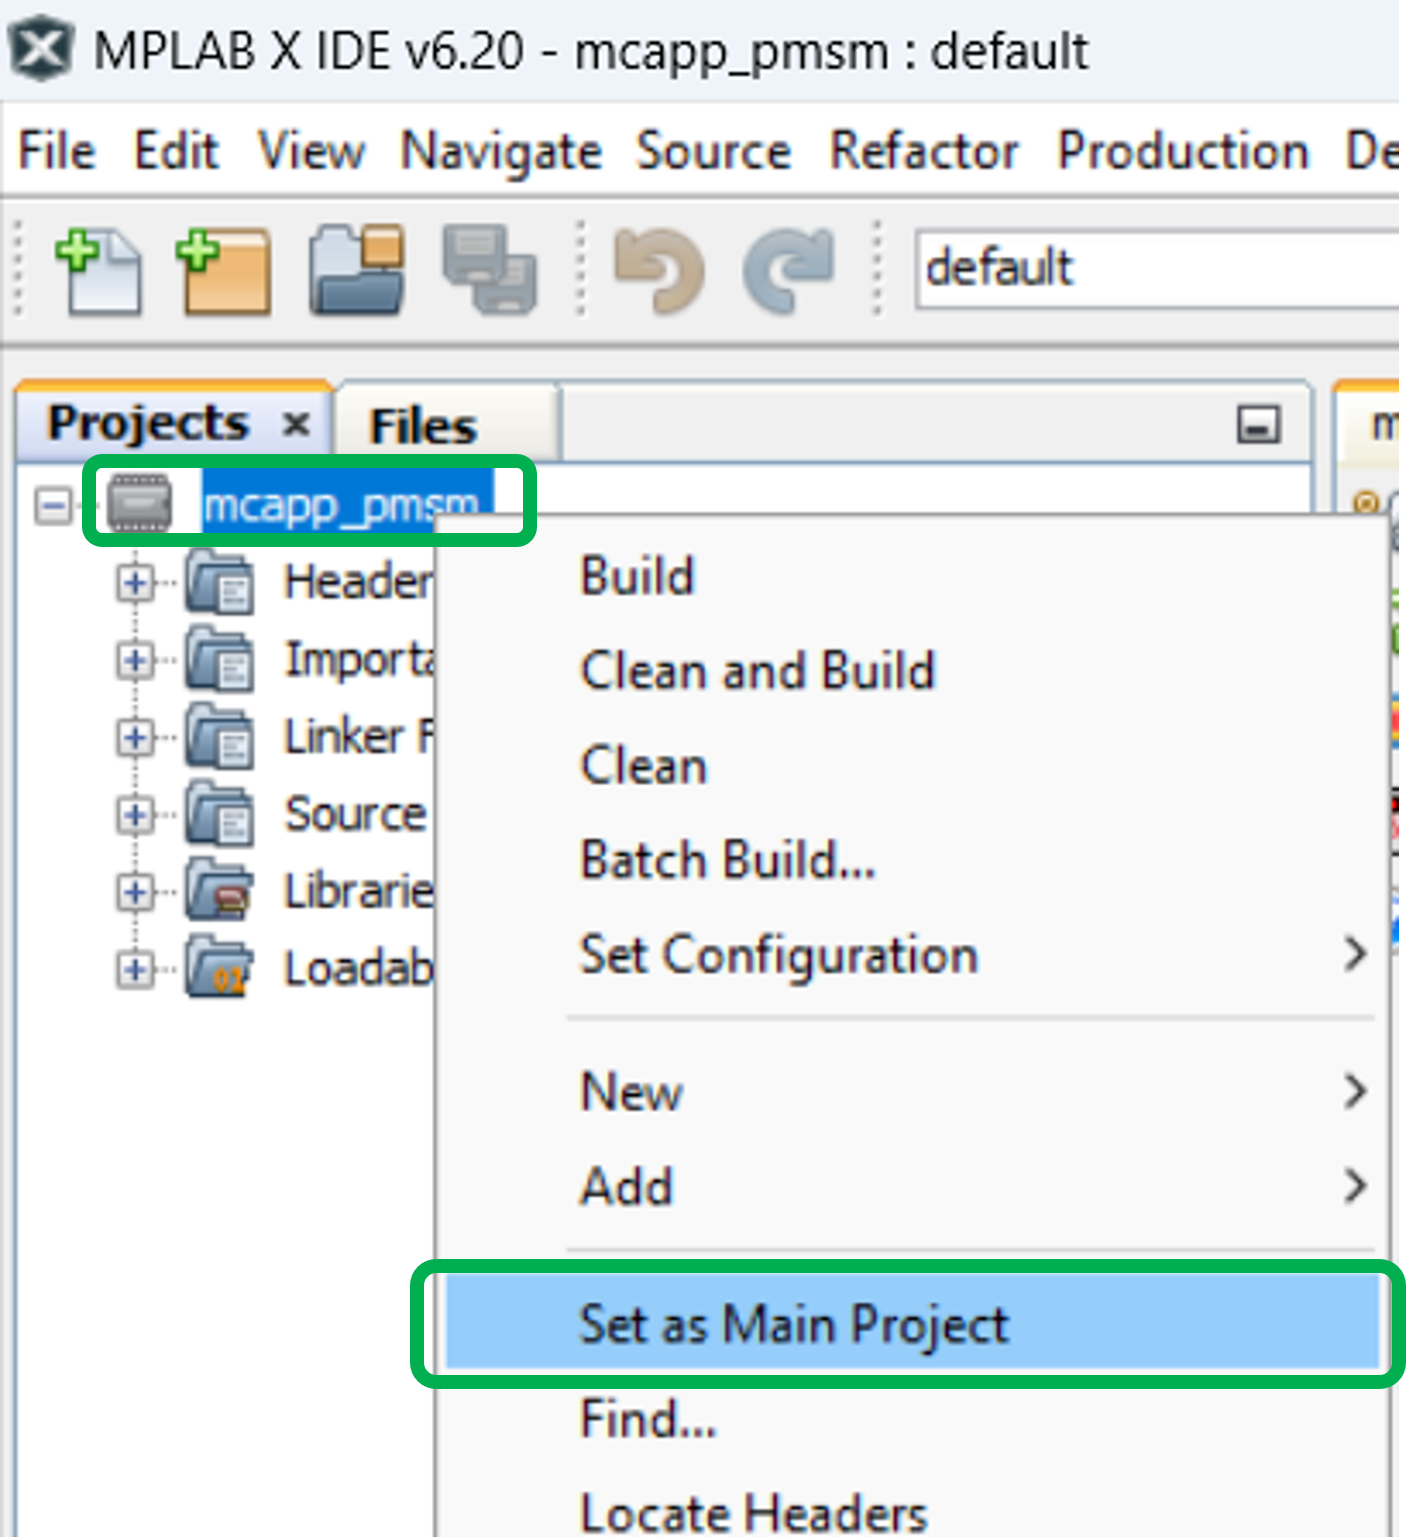 MPLAB X IDE v6.20 - mcapp_pmsm : default
File Edit View Navigate Source Refactor Production De
default
Projects × Files
mcapp_pmsm
Header
Importa
Linker F
Source
Librarie
Loadab
Build
Clean and Build
Clean
Batch Build...
Set Configuration
New
Add
Set as Main Project
Find...
Locate Headers